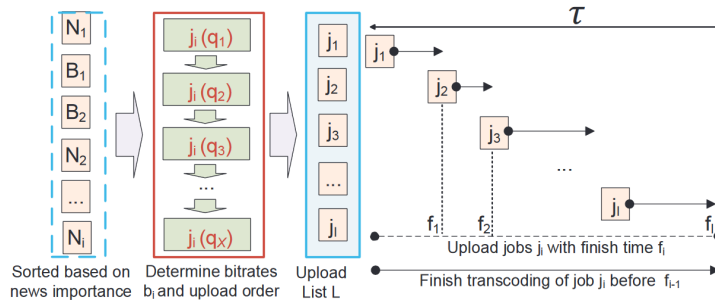 N₁
B₁
B₂
N₂
...
Nᵢ
Sorted based on
news importance
jᵢ (q₁)
jᵢ (q₂)
jᵢ (q₃)
...
jᵢ (qₓ)
Determine bitrates
bᵢ and upload order
j₁
j₂
j₃
...
jₗ
Upload
List L
τ
j₁
j₂
j₃
...
jₗ
f₁
f₂
fₗ
Upload jobs jᵢ with finish time fᵢ
Finish transcoding of job jᵢ before fᵢ₋₁